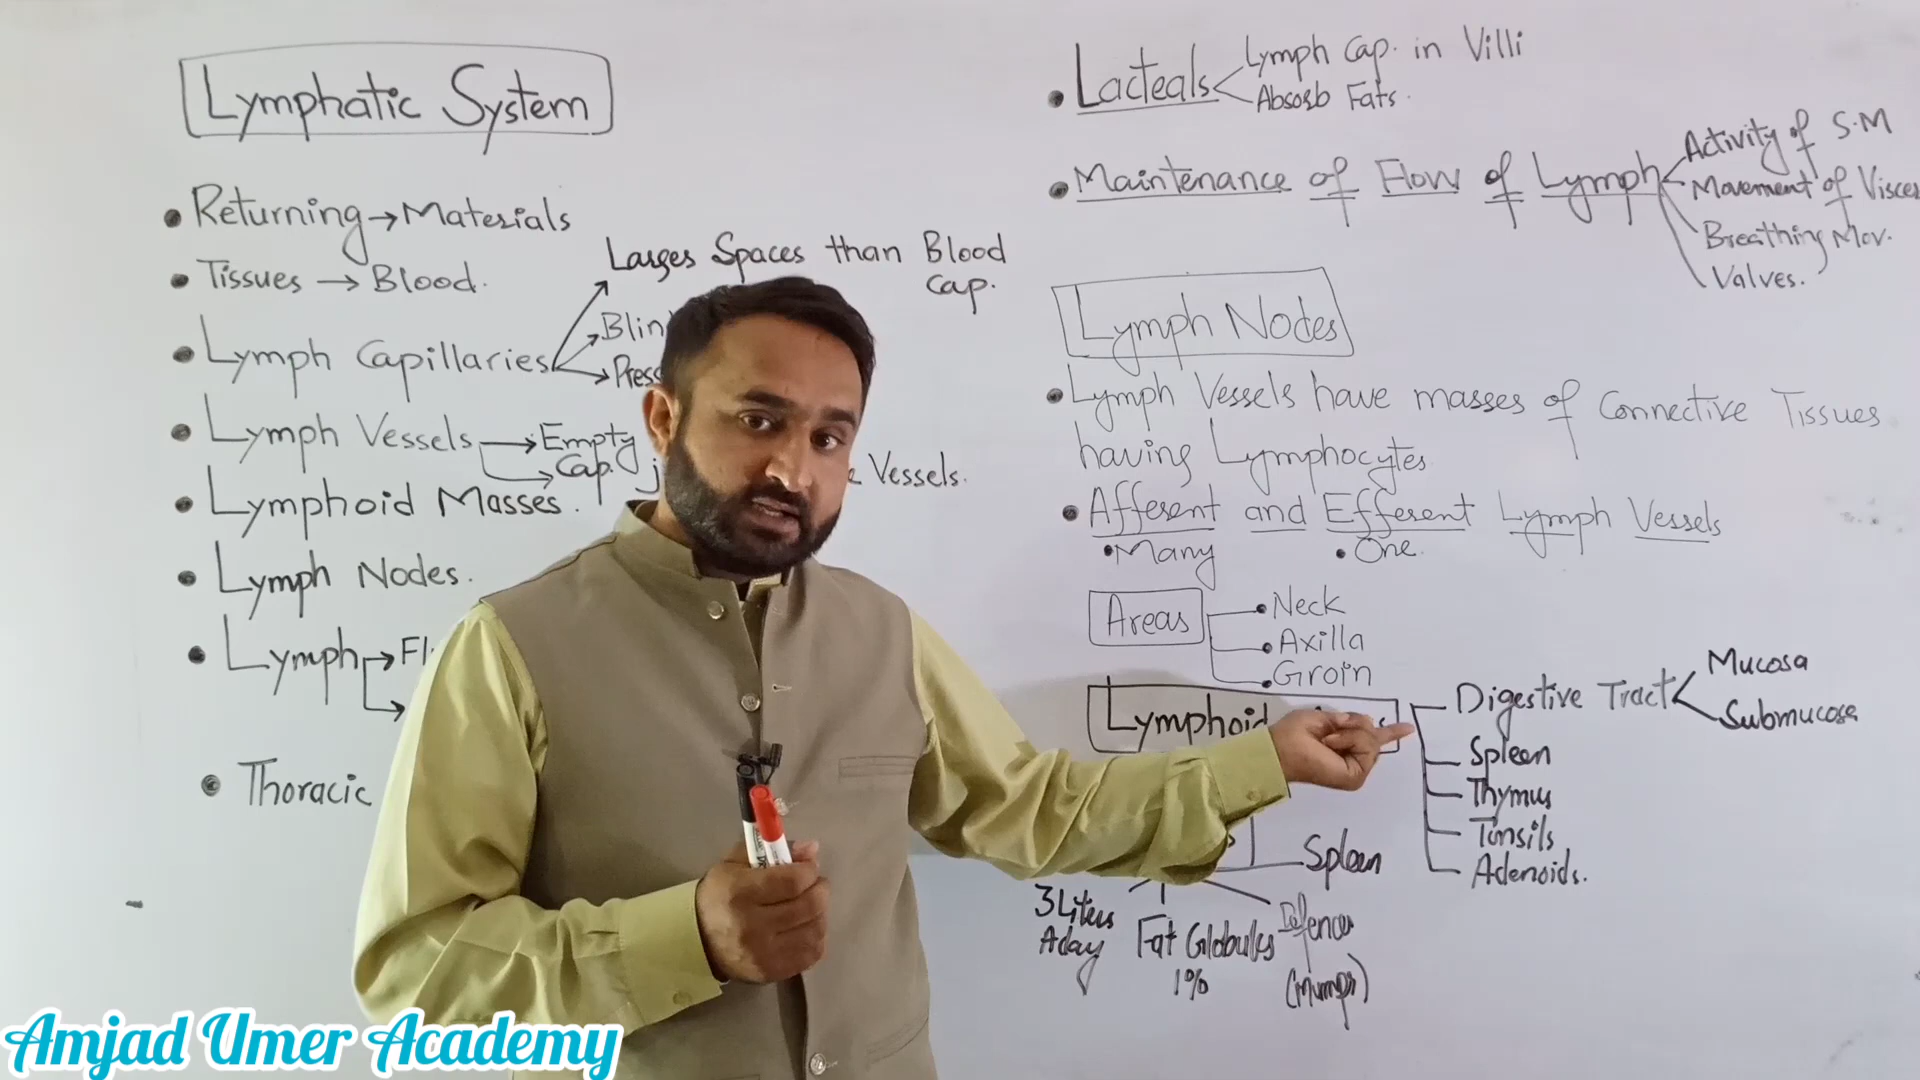 Lymphatic System
• Returning → Materials
• Tissues → Blood.
Larges Spaces than Blood
Cap.
• Lymph Capillaries
• Lymph Vessels → Empty
Cap. Vessels.
• Lymphoid Masses.
• Lymph Nodes.
• Lymph
• Thoracic
• Lacteals
Lymph Cap. in Villi
Absorb Fats.
• Maintenance of Flow of Lymph
Activity of S.M
Movement of
Breathing Mov.
Valves.
Lymph Nodes
• Lymph Vessels have masses of Connective Tissues
having Lymphocytes
• Afferent and Efferent Lymph Vessels
• Many • One.
Areas
• Neck
• Axilla
• Groin
Lymphoid
Digestive Tract
Mucosa
Submucosa
Spleen
Thymus
Tonsils
Adenoids.
Spleen
3 Liters
A day
Fat Globules
1%
Defence
(Mumps)
Amjad Umer Academy